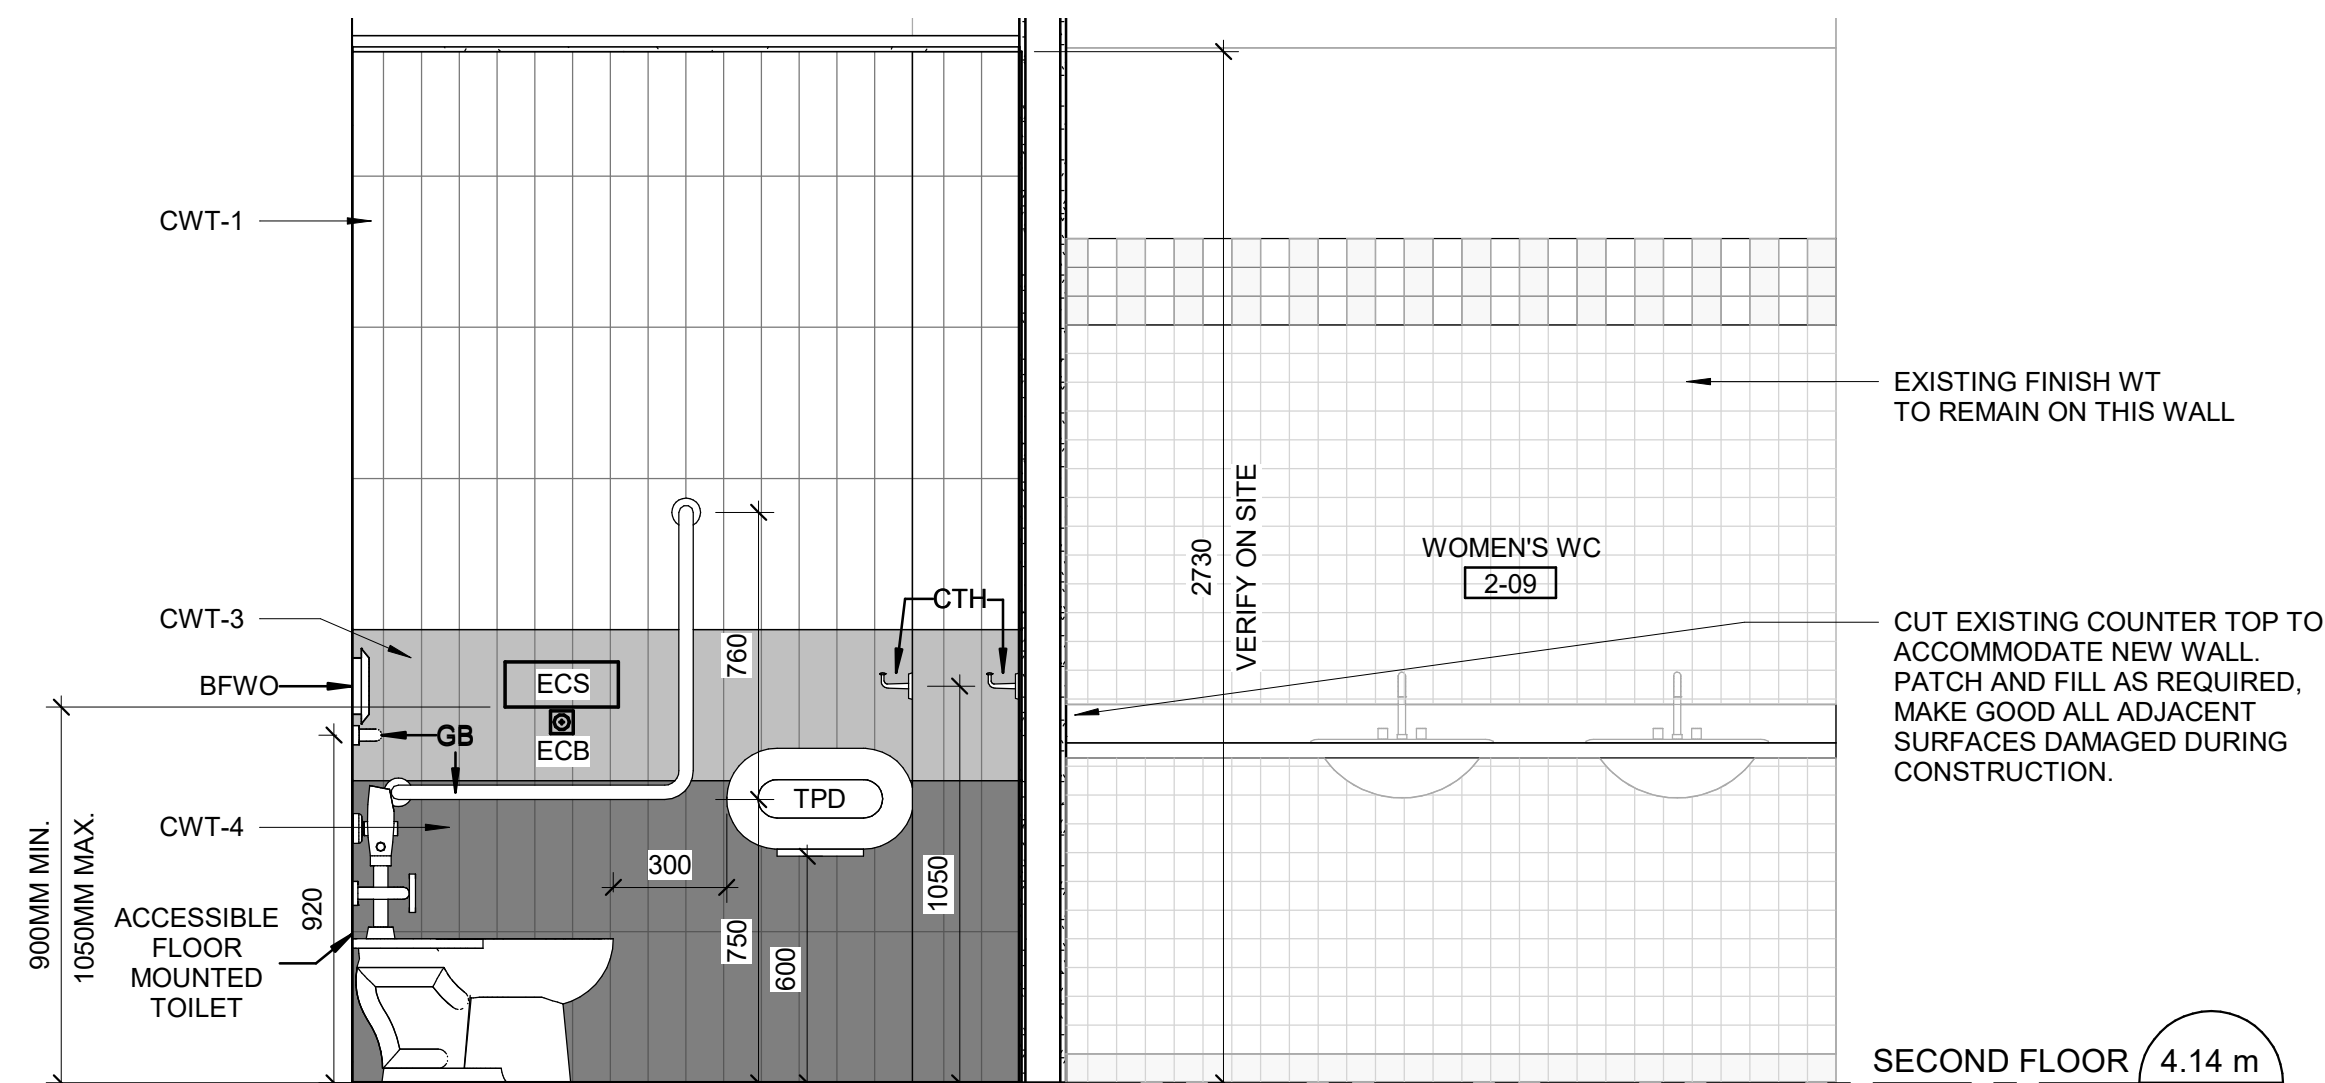 CWT-1
CWT-3
BFWO
GB
CWT-4
ACCESSIBLE
FLOOR
MOUNTED
TOILET
900MM MIN.
1050MM MAX.
920
ECS
ECB
760
CTH
TPD
300
750
600
1050
2730
VERIFY ON SITE
WOMEN'S WC
2-09
EXISTING FINISH WT
TO REMAIN ON THIS WALL
CUT EXISTING COUNTER TOP TO
ACCOMMODATE NEW WALL.
PATCH AND FILL AS REQUIRED,
MAKE GOOD ALL ADJACENT
SURFACES DAMAGED DURING
CONSTRUCTION.
SECOND FLOOR
4.14 m